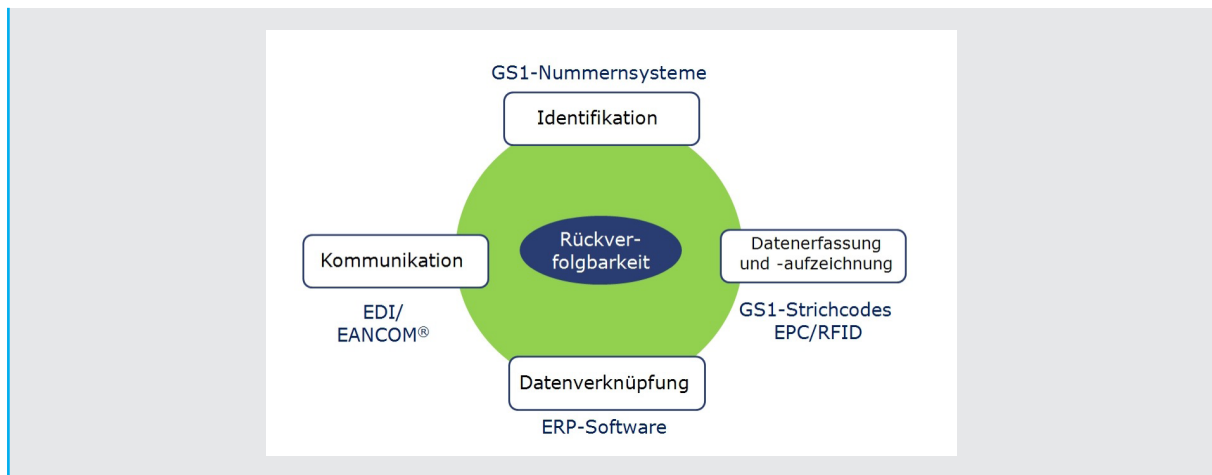 GS1-Nummernsysteme
Identifikation
Rückver-
folgbarkeit
Kommunikation
EDI/
EANCOM®
Datenerfassung
und -aufzeichnung
GS1-Strichcodes
EPC/RFID
Datenverknüpfung
ERP-Software